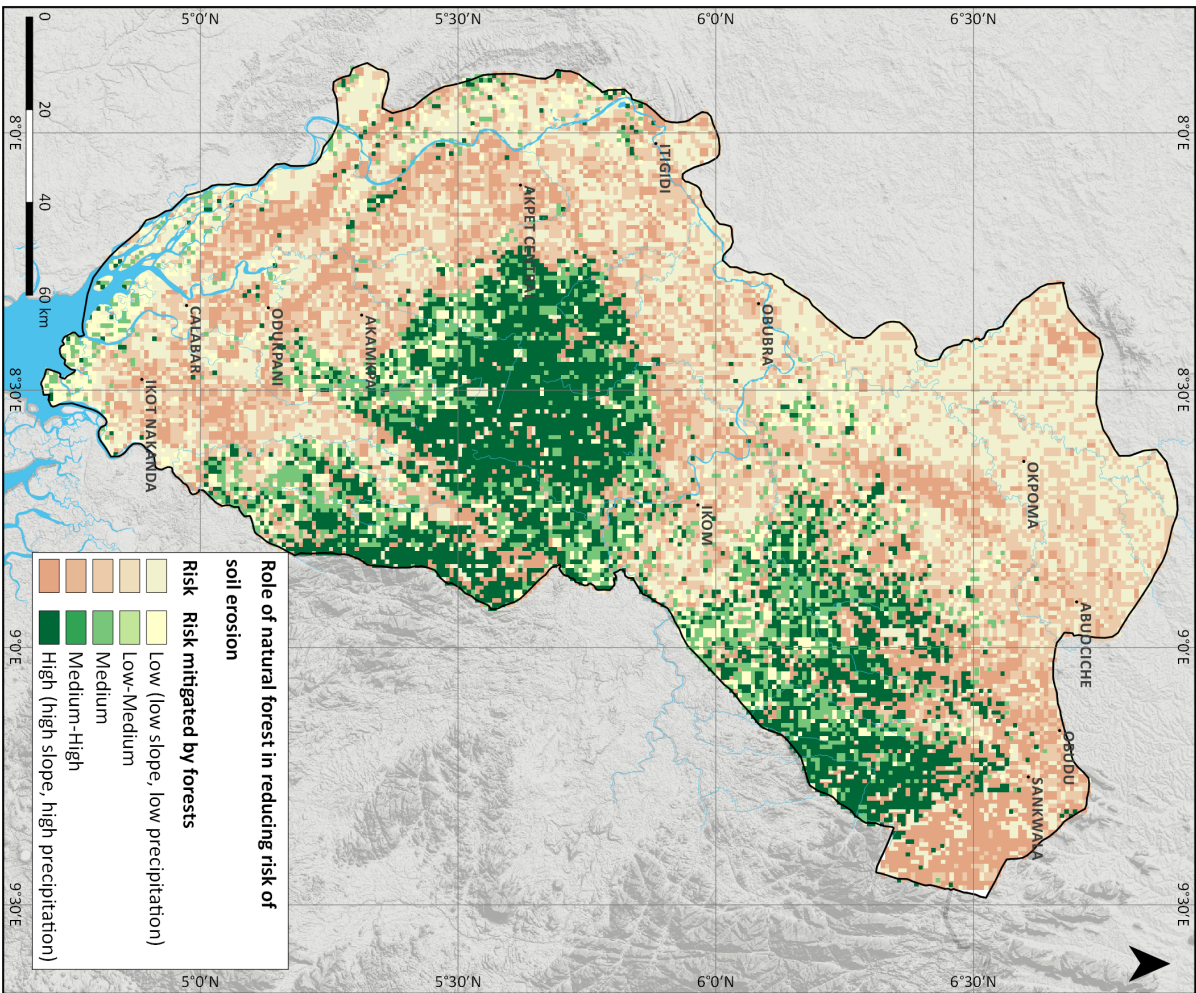 5°0'N
5°30'N
6°0'N
6°30'N
0
20
40
60 km
8°0'E
8°30'E
9°0'E
9°30'E
8°0'E
8°30'E
9°0'E
9°30'E
ITIGIDI
AKPET CENTRAL
OBUBRA
CALABAR
ODUKPANI
AKAMKPA
IKOT NAKANDA
IKOM
OKPOMA
ABUOCICHE
OBUDU
SANKWALA
Role of natural forest in reducing risk of
soil erosion
Risk Risk mitigated by forests
Low (low slope, low precipitation)
Low-Medium
Medium
Medium-High
High (high slope, high precipitation)
5°0'N
5°30'N
6°0'N
6°30'N